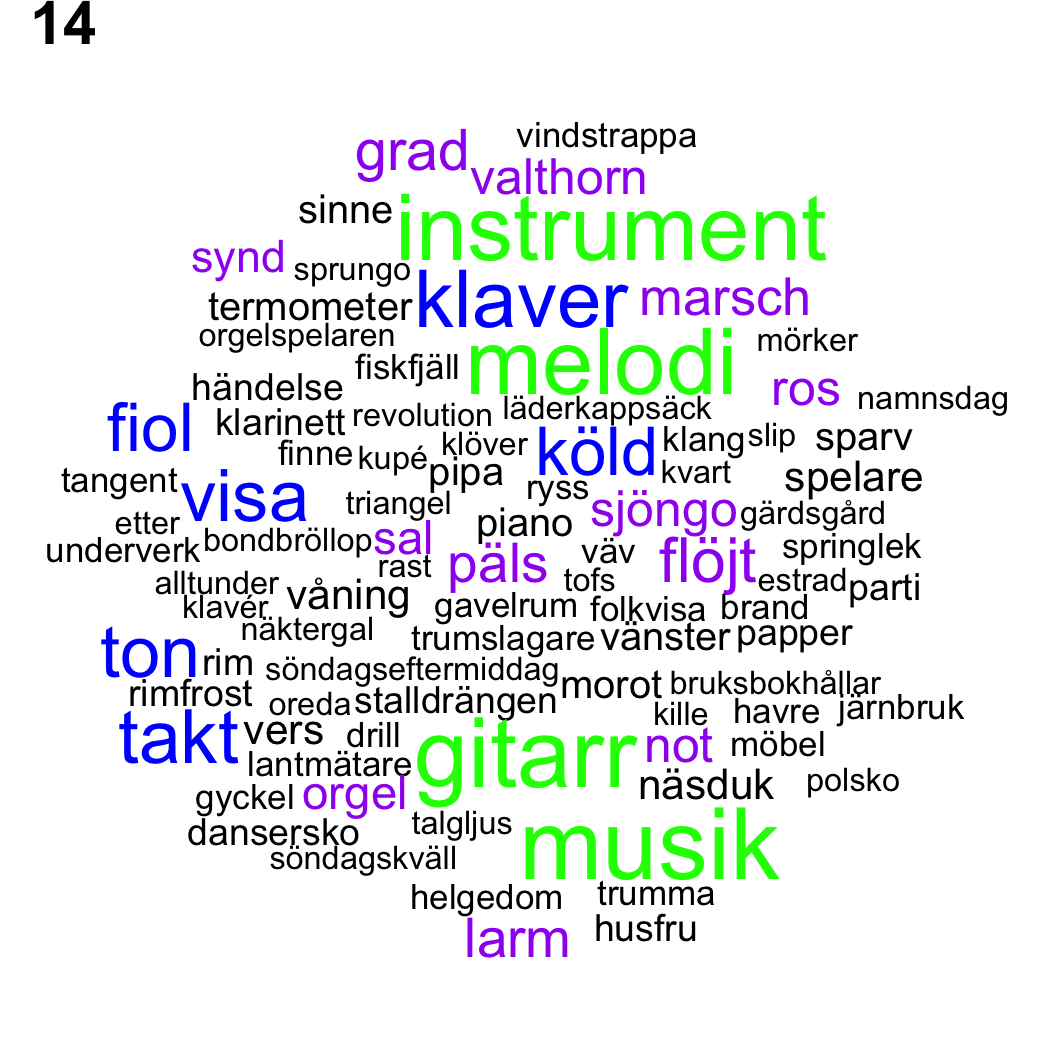 14
grad vindstrappa
valthorn
sinne instrument
synd sprungo
termometer klaver marsch
orgelspelaren mörker
fiskfjäll melodi
händelse ros namnsdag
fiol klarinett revolution läderkappsäck
finne kupé klöver köld klang slip sparv
tangent visa pipa kvart spelare
triangel ryss sjöngo gärdsgård
etter piano
underverk bondbröllop sal väv flöjt springlek
rast päls tofs estrad parti
alltunder våning
klavér gavelrum folkvisa brand
näktergal trumslagare vänster papper
ton rim söndagseftermiddag
rimfrost oreda stalldrängen morot bruksbokhållar
kille havre järnbruk
takt vers drill gitarr not möbel
lantmätare
gyckel orgel näsduk polsko
dansersko talgljus musik
söndagskväll
helgedom trumma
larm husfru